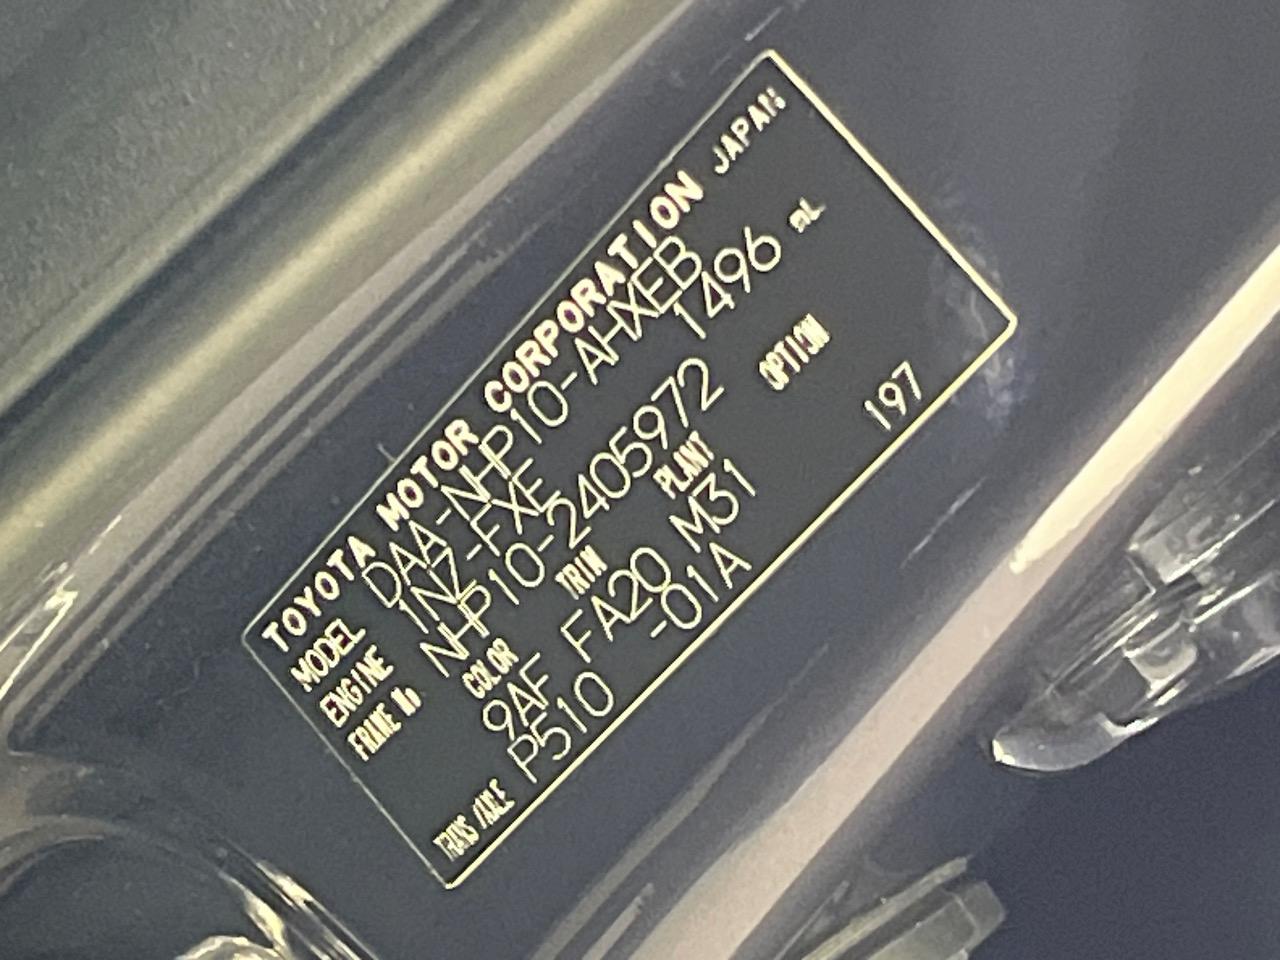 TOYOTA MOTOR CORPORATION JAPAN
MODEL DAA-NHP10-AHXEB
ENGINE 1NZ-FXE 1496 mL
FRAME No NHP10-2405972
COLOR TRIM PLANT OPTION
9AF FA20 M31 197
TRANS/AXLE P510 -01A